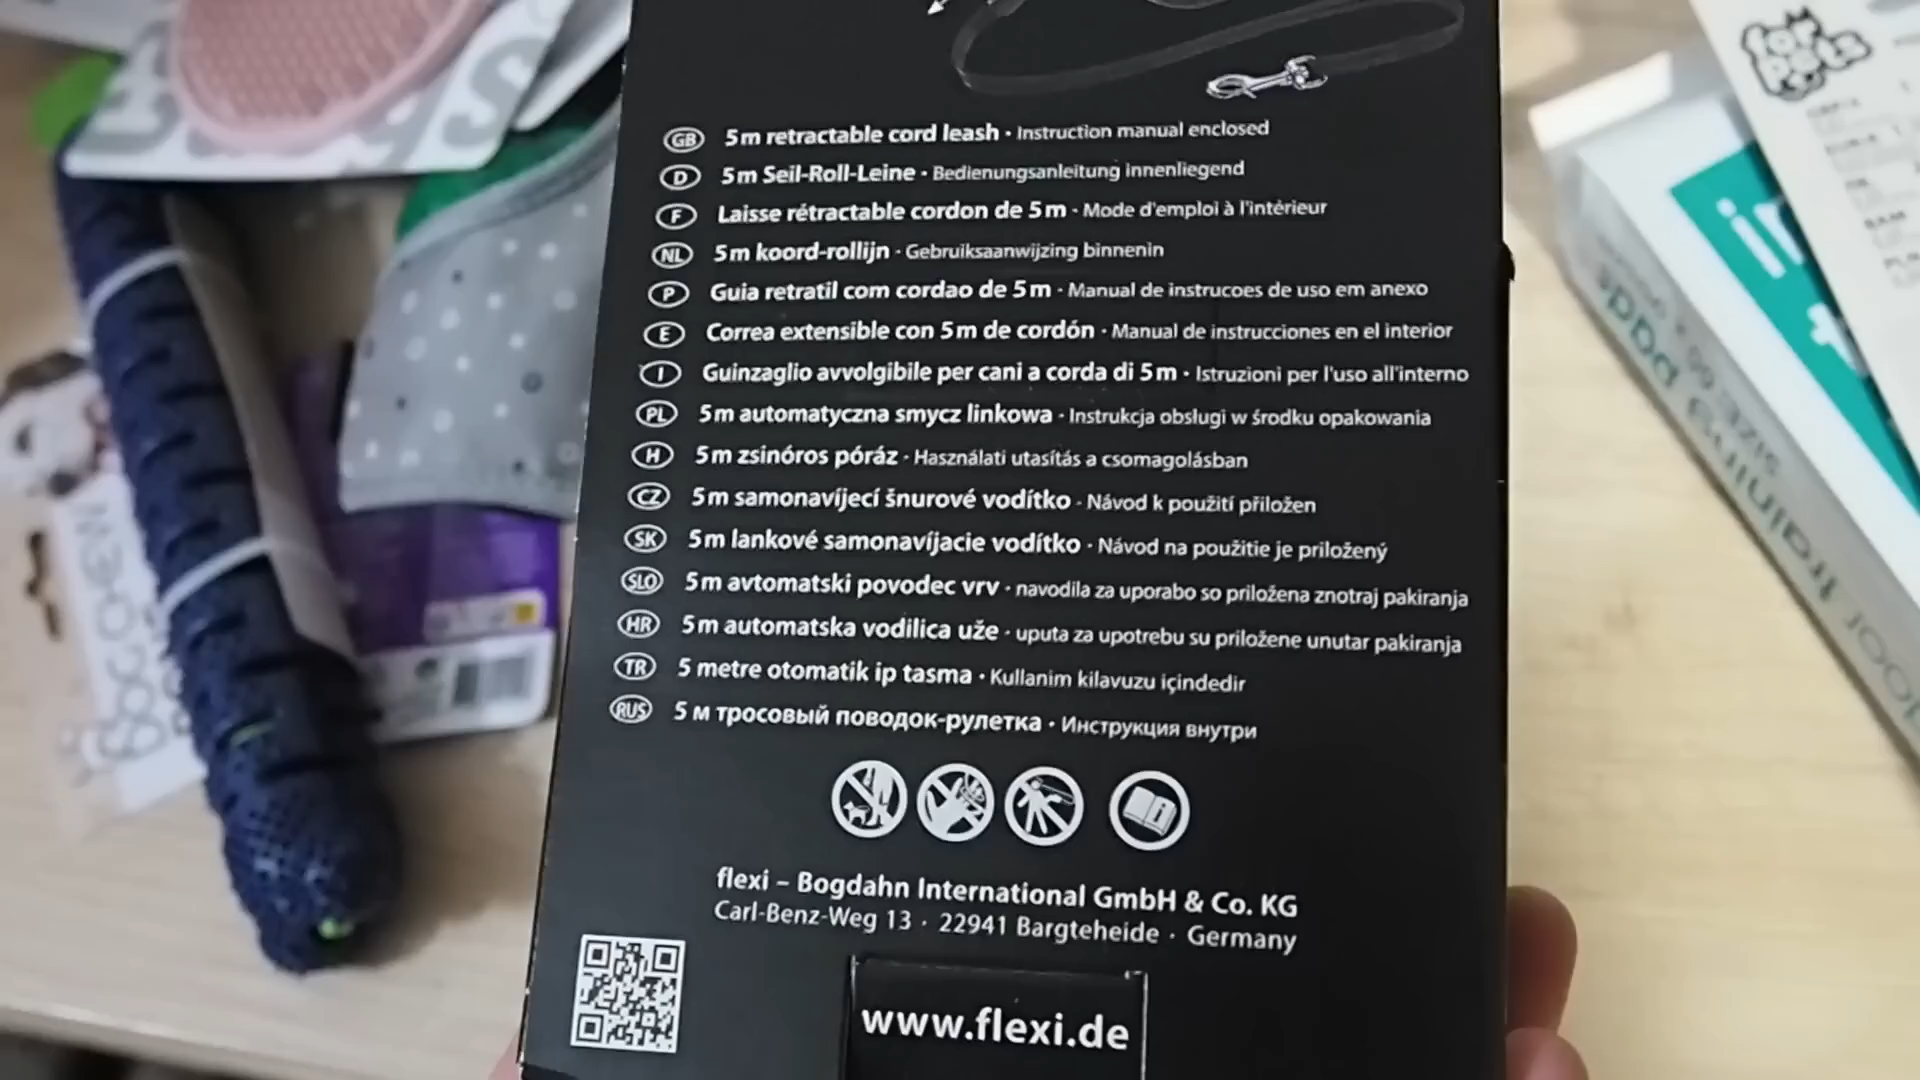 GB 5m retractable cord leash · Instruction manual enclosed
D 5m Seil-Roll-Leine · Bedienungsanleitung innenliegend
F Laisse rétractable cordon de 5m · Mode d'emploi à l'intérieur
NL 5m koord-rollijn · Gebruiksaanwijzing binnenin
P Guia retratil com cordao de 5m · Manual de instrucoes de uso em anexo
E Correa extensible con 5m de cordón · Manual de instrucciones en el interior
I Guinzaglio avvolgibile per cani a corda di 5m · Istruzioni per l'uso all'interno
PL 5m automatyczna smycz linkowa · Instrukcja obsługi w środku opakowania
H 5m zsinóros póráz · Használati utasítás a csomagolásban
CZ 5m samonavíjecí šnurové vodítko · Návod k použití přiložen
SK 5m lankové samonavíjacie vodítko · Návod na použitie je priložený
SLO 5m avtomatski povodec vrv · navodila za uporabo so priložena znotraj pakiranja
HR 5m automatska vodilica uže · uputa za upotrebu su priložene unutar pakiranja
TR 5 metre otomatik ip tasma · Kullanim kilavuzu içindedir
RUS 5 м тросовый поводок-рулетка · Инструкция внутри
flexi – Bogdahn International GmbH & Co. KG
Carl-Benz-Weg 13 · 22941 Bargteheide · Germany
www.flexi.de
for pets
training pads